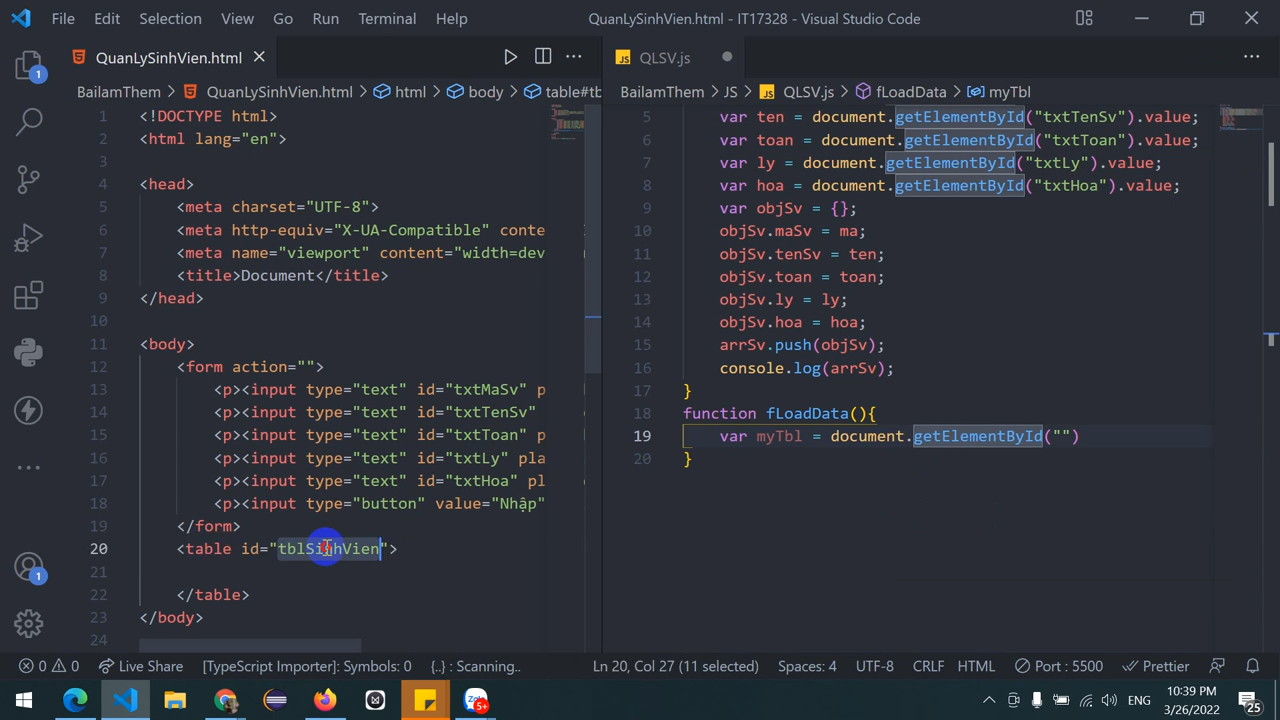 File Edit Selection View Go Run Terminal Help QuanLySinhVien.html - IT17328 - Visual Studio Code
QuanLySinhVien.html
QLSV.js
BailamThem > QuanLySinhVien.html > html > body > table#tb
BailamThem > JS > QLSV.js > fLoadData > myTbl
1 <!DOCTYPE html>
2 <html lang="en">
3
4 <head>
5 <meta charset="UTF-8">
6 <meta http-equiv="X-UA-Compatible" conte
7 <meta name="viewport" content="width=dev
8 <title>Document</title>
9 </head>
10
11 <body>
12 <form action="">
13 <p><input type="text" id="txtMaSv" p
14 <p><input type="text" id="txtTenSv"
15 <p><input type="text" id="txtToan" p
16 <p><input type="text" id="txtLy" pla
17 <p><input type="text" id="txtHoa" pl
18 <p><input type="button" value="Nhập"
19 </form>
20 <table id="tblSinhVien">
21
22 </table>
23 </body>
24
5 var ten = document.getElementById("txtTenSv").value;
6 var toan = document.getElementById("txtToan").value;
7 var ly = document.getElementById("txtLy").value;
8 var hoa = document.getElementById("txtHoa").value;
9 var objSv = {};
10 objSv.maSv = ma;
11 objSv.tenSv = ten;
12 objSv.toan = toan;
13 objSv.ly = ly;
14 objSv.hoa = hoa;
15 arrSv.push(objSv);
16 console.log(arrSv);
17 }
18 function fLoadData(){
19 var myTbl = document.getElementById("")
20 }
1
1
0 0 Live Share [TypeScript Importer]: Symbols: 0 {..} : Scanning.. Ln 20, Col 27 (11 selected) Spaces: 4 UTF-8 CRLF HTML Port : 5500 Prettier
5+
ENG
10:39 PM
3/26/2022
25